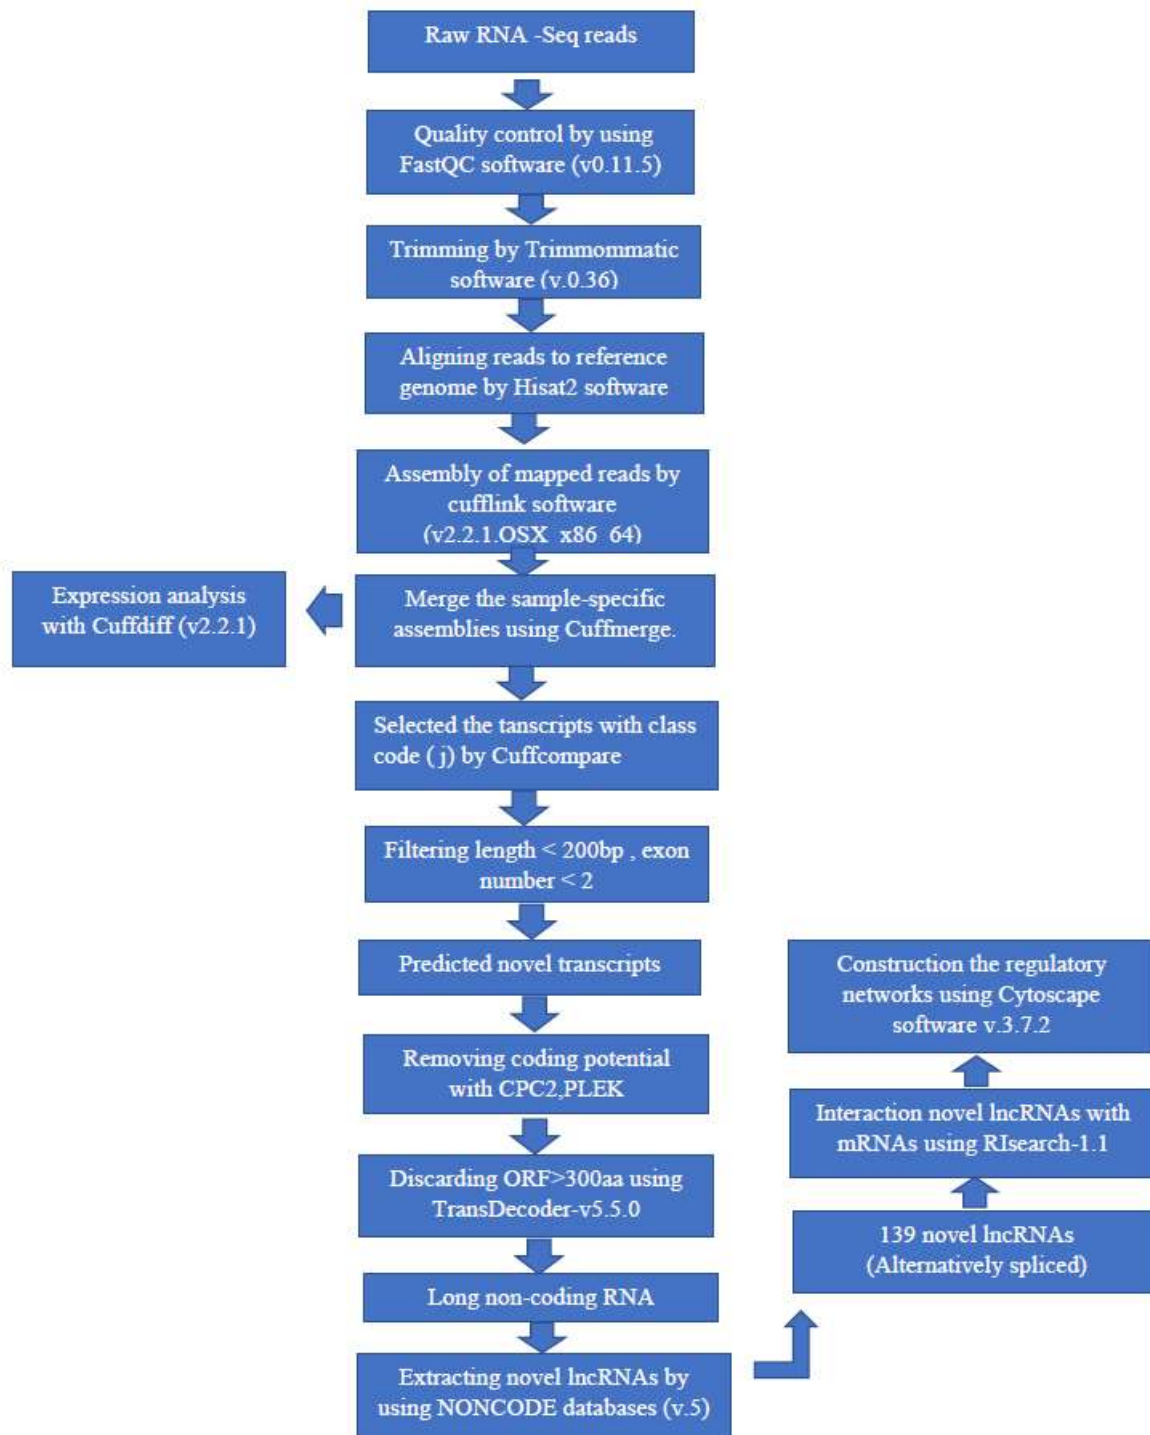 Raw RNA -Seq reads
Quality control by using
FastQC software (v0.11.5)
Trimming by Trimmommatic
software (v.0.36)
Aligning reads to reference
genome by Hisat2 software
Assembly of mapped reads by
cufflink software
(v2.2.1.OSX_x86_64)
Expression analysis
with Cuffdiff (v2.2.1)
Merge the sample-specific
assemblies using Cuffmerge.
Selected the tanscripts with class
code ( j) by Cuffcompare
Filtering length < 200bp , exon
number < 2
Predicted novel transcripts
Removing coding potential
with CPC2,PLEK
Discarding ORF>300aa using
TransDecoder-v5.5.0
Long non-coding RNA
Extracting novel lncRNAs by
using NONCODE databases (v.5)
139 novel lncRNAs
(Alternatively spliced)
Interaction novel lncRNAs with
mRNAs using RIsearch-1.1
Construction the regulatory
networks using Cytoscape
software v.3.7.2